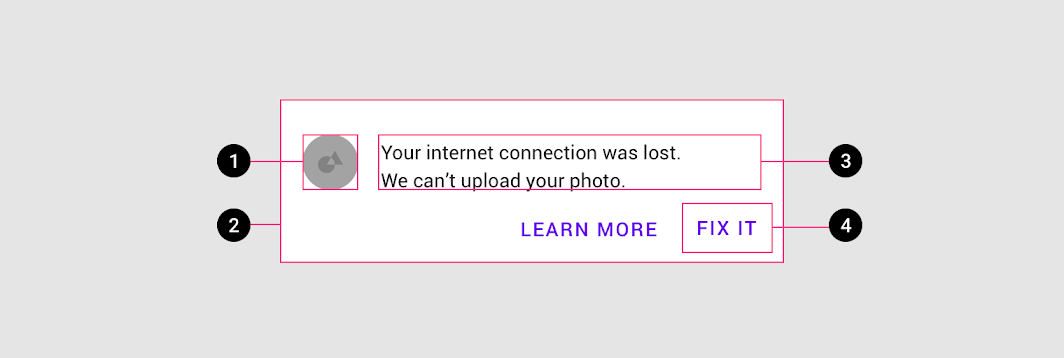 1
Your internet connection was lost.
We can’t upload your photo.
3
2
LEARN MORE
FIX IT
4